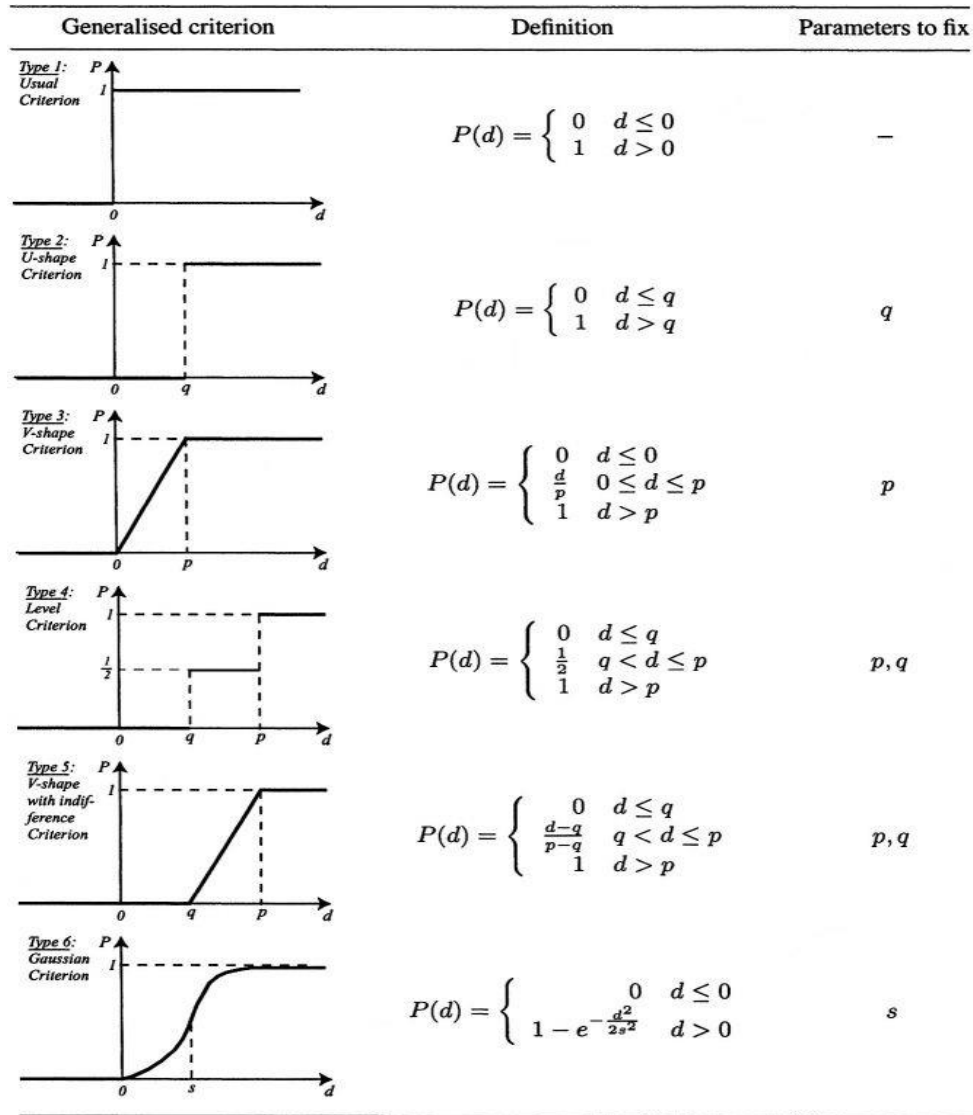 Generalised criterion Definition Parameters to fix
Type 1: P
Usual 1
Criterion
0 d
P(d) = { 0 d ≤ 0
1 d > 0
–
Type 2: P
U-shape 1
Criterion
0 q d
P(d) = { 0 d ≤ q
1 d > q
q
Type 3: P
V-shape 1
Criterion
0 p d
P(d) = { 0 d ≤ 0
d/p 0 ≤ d ≤ p
1 d > p
p
Type 4: P
Level 1
Criterion
1/2
0 q p d
P(d) = { 0 d ≤ q
1/2 q < d ≤ p
1 d > p
p, q
Type 5: P
V-shape 1
with indif-
ference
Criterion
0 q p d
P(d) = { 0 d ≤ q
d−q/p−q q < d ≤ p
1 d > p
p, q
Type 6: P
Gaussian 1
Criterion
0 s d
P(d) = { 0 d ≤ 0
1 − e^−d²/2s² d > 0
s